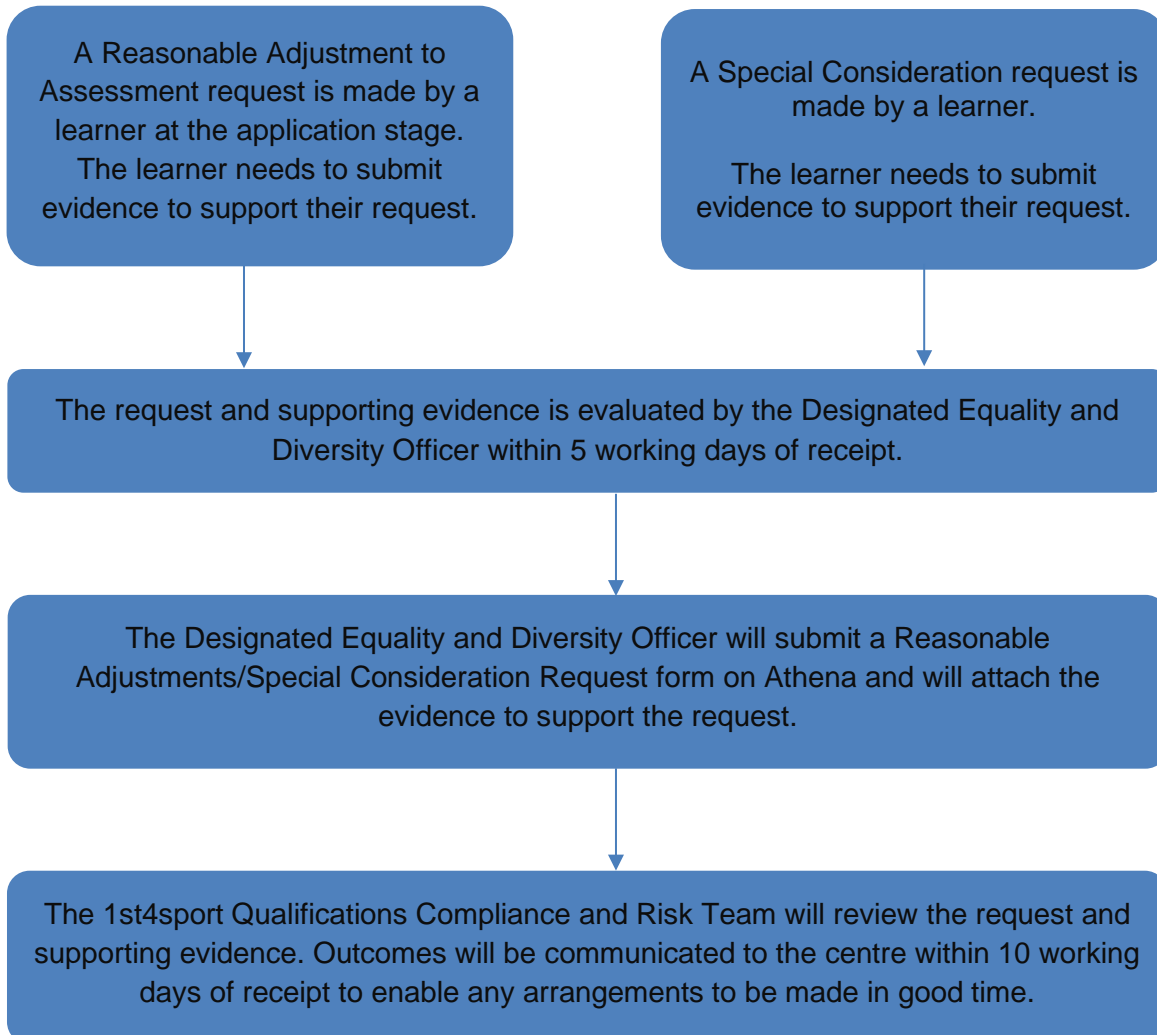 A Reasonable Adjustment to
Assessment request is made by a
learner at the application stage.
The learner needs to submit
evidence to support their request.
A Special Consideration request is
made by a learner.
The learner needs to submit
evidence to support their request.
The request and supporting evidence is evaluated by the Designated Equality and
Diversity Officer within 5 working days of receipt.
The Designated Equality and Diversity Officer will submit a Reasonable
Adjustments/Special Consideration Request form on Athena and will attach the
evidence to support the request.
The 1st4sport Qualifications Compliance and Risk Team will review the request and
supporting evidence. Outcomes will be communicated to the centre within 10 working
days of receipt to enable any arrangements to be made in good time.